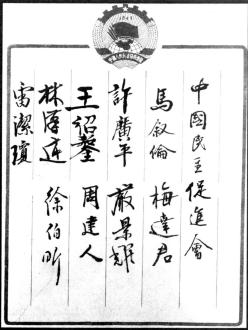 中國民主促進會
馬叙倫 梅達君
許廣平 嚴景耀
王紹鏊 周建人
林漢達 徐伯昕
雷潔瓊